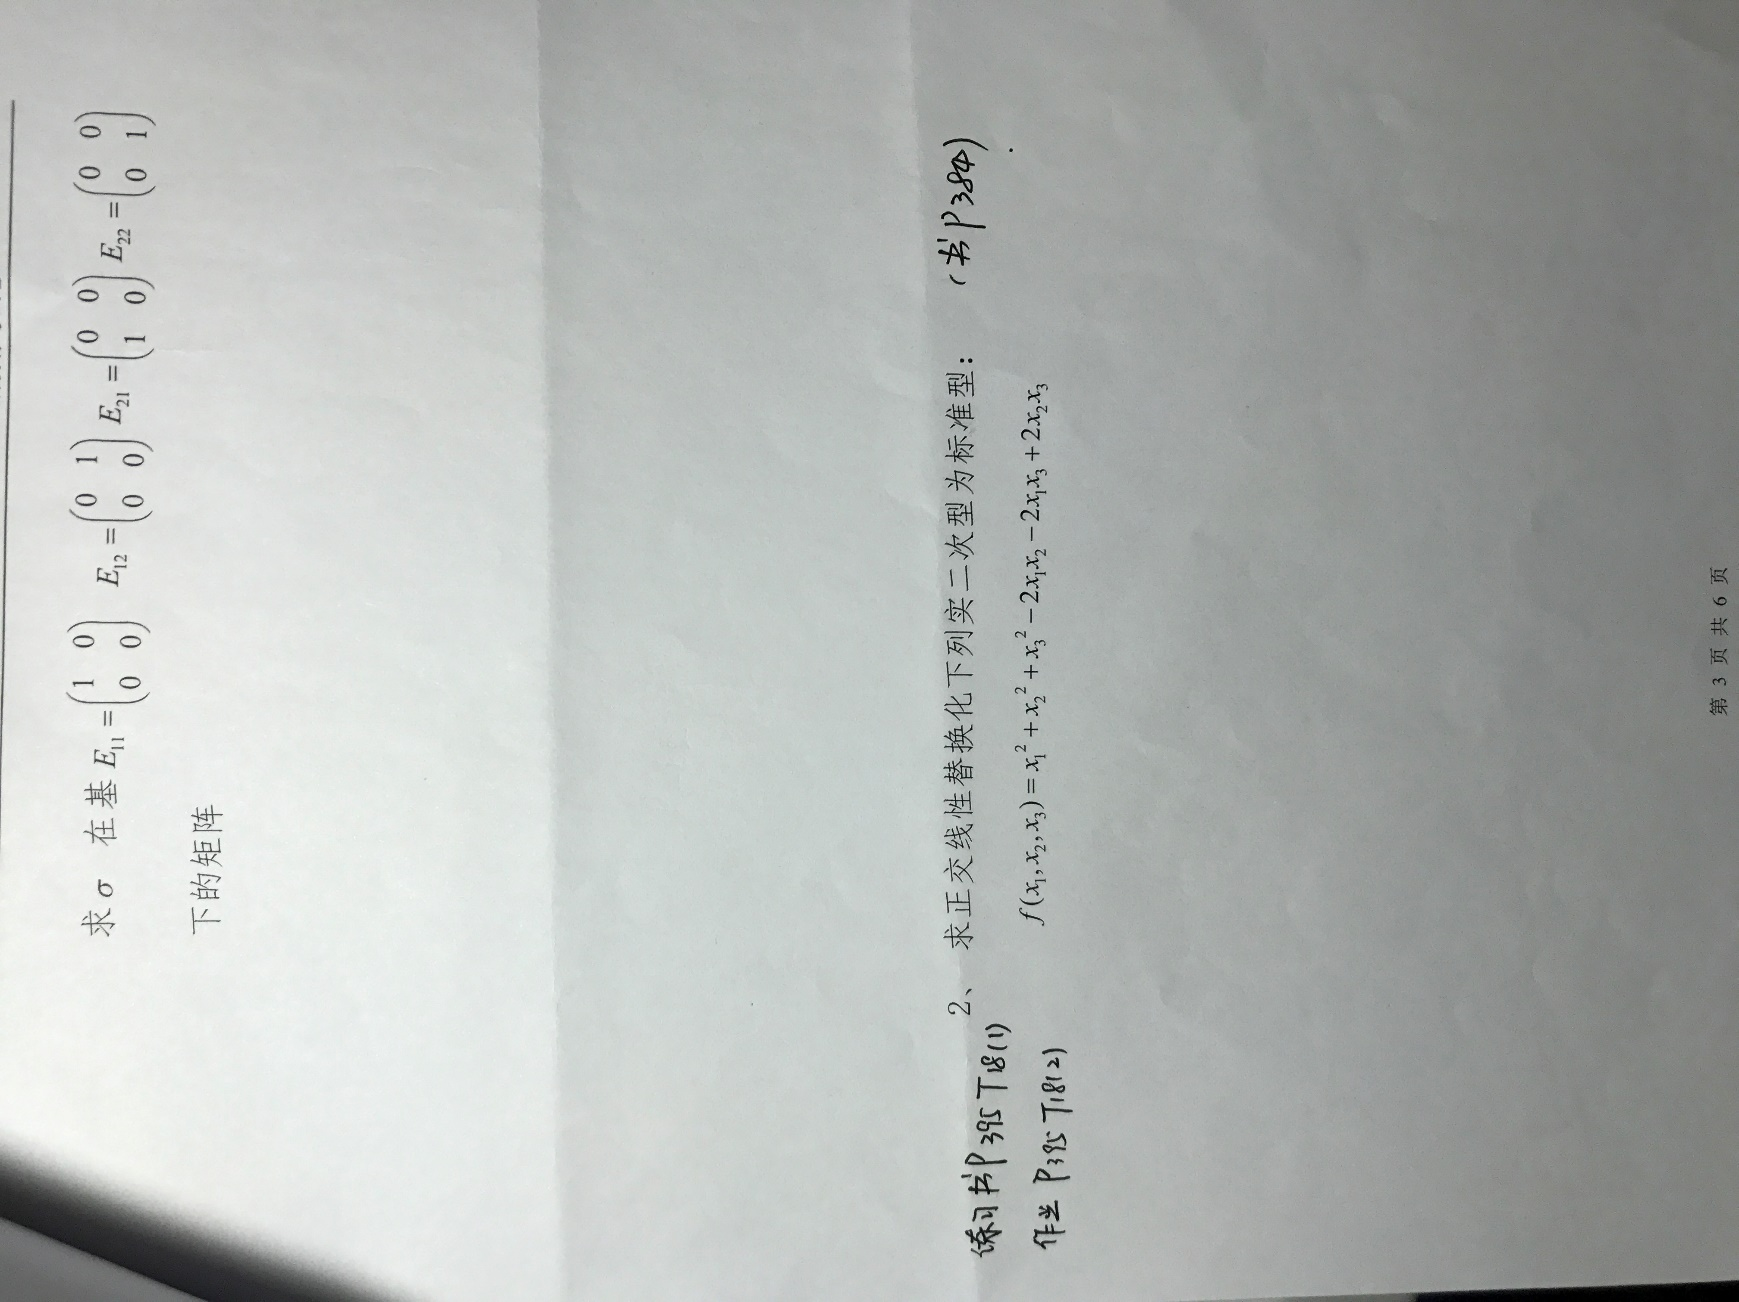 求σ 在基 E₁₁ = (1 0; 0 0) E₁₂ = (0 1; 0 0) E₂₁ = (0 0; 1 0) E₂₂ = (0 0; 0 1)
下的矩阵
练习书P395 T18(1)
2、 求正交线性替换化下列实二次型为标准型： (书P384)
作业 P395 T18(2)
f(x₁,x₂,x₃) = x₁² + x₂² + x₃² − 2x₁x₂ − 2x₁x₃ + 2x₂x₃
第 3 页 共 6 页